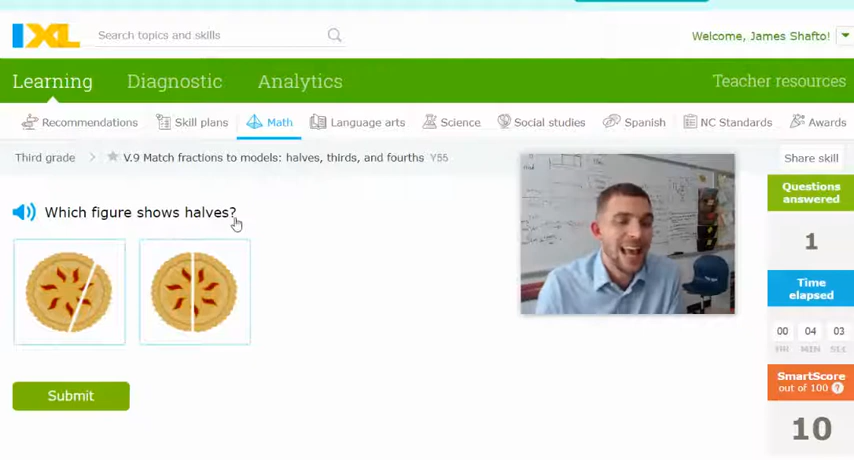 IXL Search topics and skills Welcome, James Shafto!
Learning Diagnostic Analytics Teacher resources
Recommendations Skill plans Math Language arts Science Social studies Spanish NC Standards Awards
Third grade > V.9 Match fractions to models: halves, thirds, and fourths Y55 Share skill
Questions
answered
1
Which figure shows halves?
Time
elapsed
00 04 03
HR MIN SEC
SmartScore
out of 100 ?
10
Submit